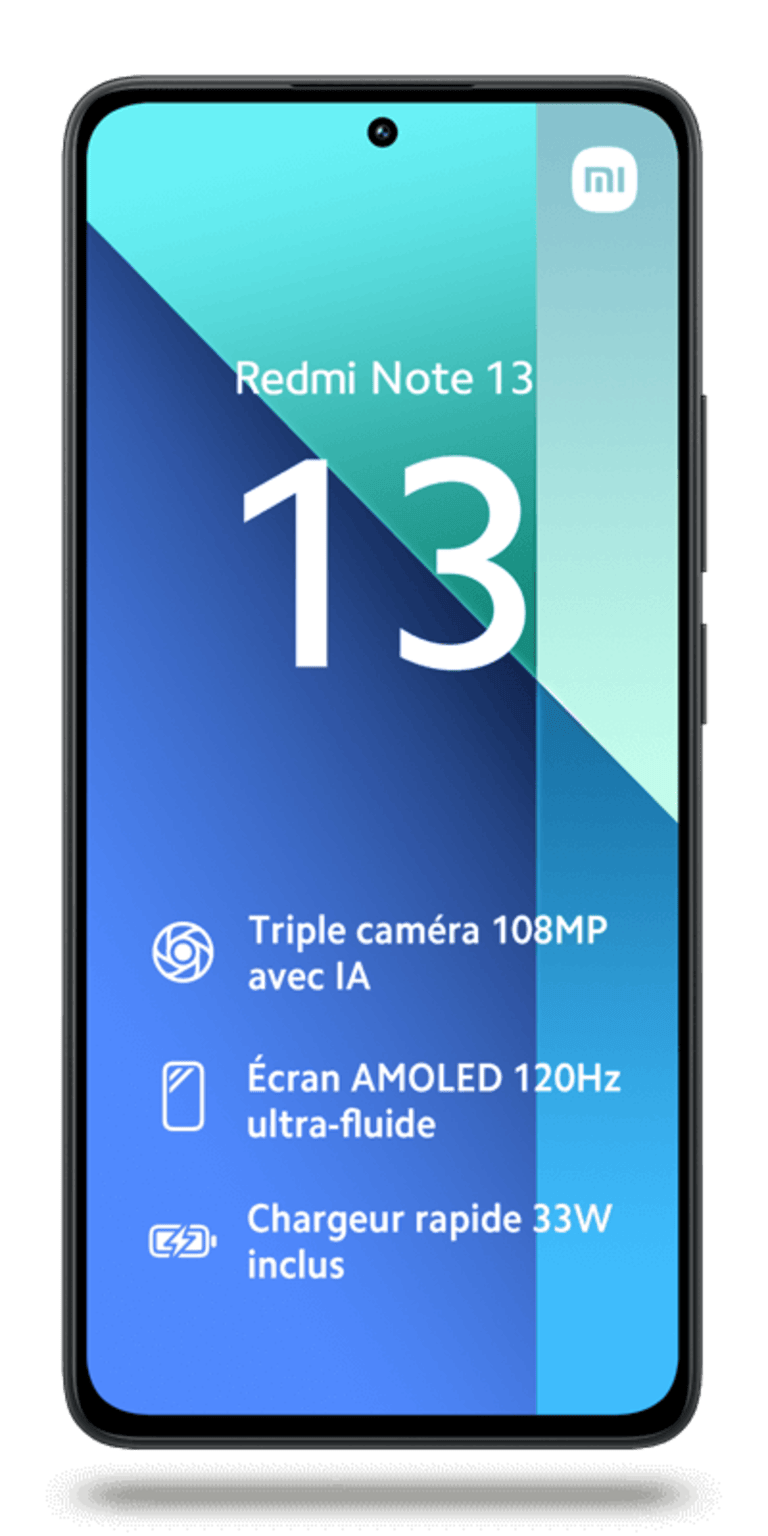 mi
Redmi Note 13
13
Triple caméra 108MP
avec IA
Écran AMOLED 120Hz
ultra-fluide
Chargeur rapide 33W
inclus